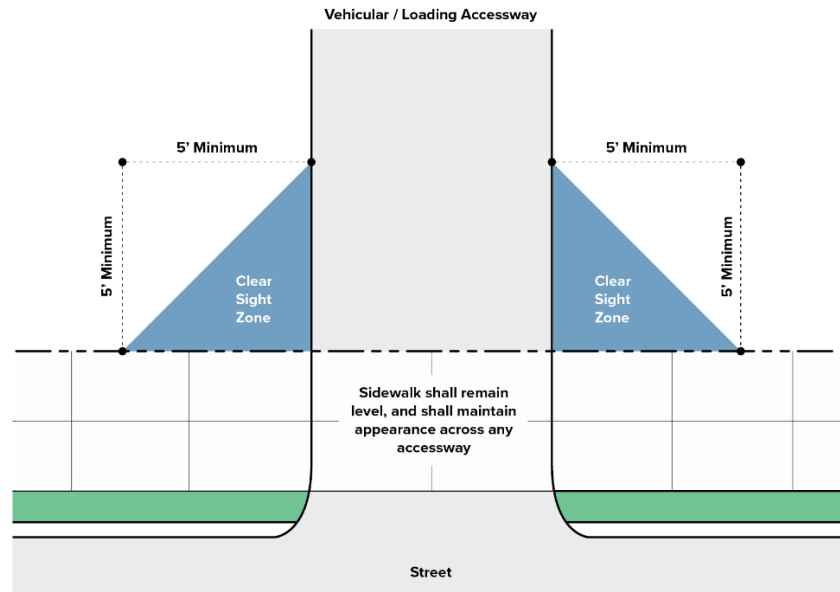 Vehicular / Loading Accessway
5’ Minimum
5’ Minimum
5’ Minimum
5’ Minimum
Clear
Sight
Zone
Clear
Sight
Zone
Sidewalk shall remain
level, and shall maintain
appearance across any
accessway
Street